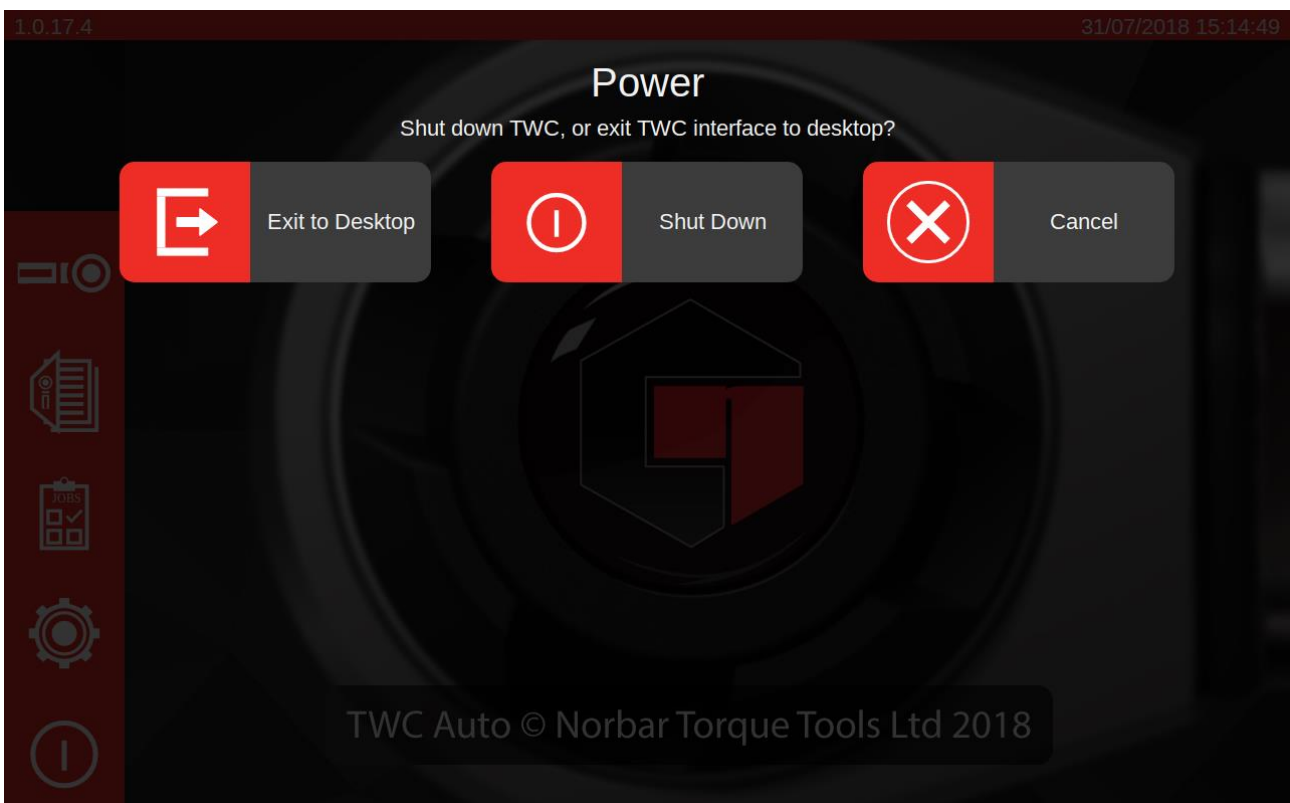 1.0.17.4
31/07/2018 15:14:49
Power
Shut down TWC, or exit TWC interface to desktop?
Exit to Desktop
Shut Down
Cancel
JOBS
TWC Auto © Norbar Torque Tools Ltd 2018